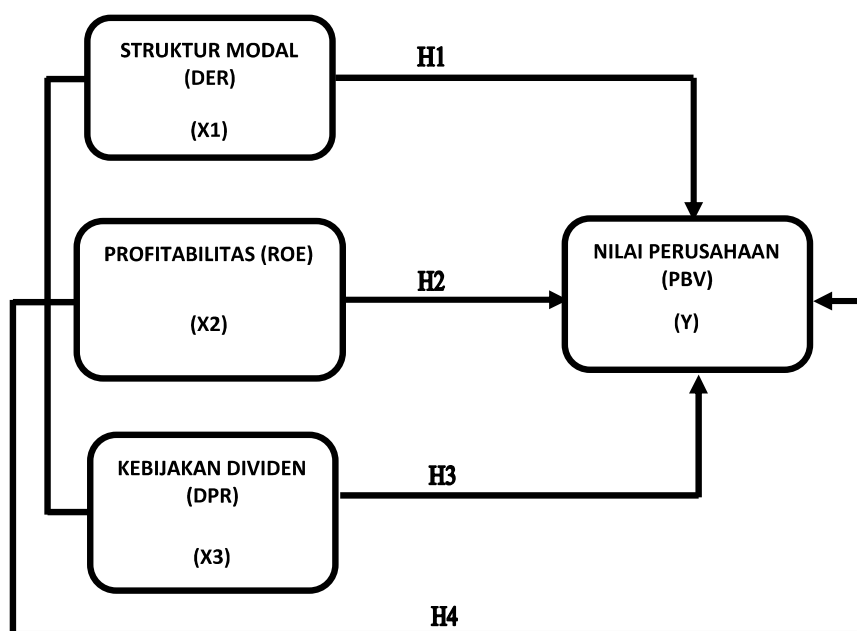 STRUKTUR MODAL
(DER)
(X1)
H1
PROFITABILITAS (ROE)
(X2)
H2
NILAI PERUSAHAAN
(PBV)
(Y)
KEBIJAKAN DIVIDEN
(DPR)
(X3)
H3
H4